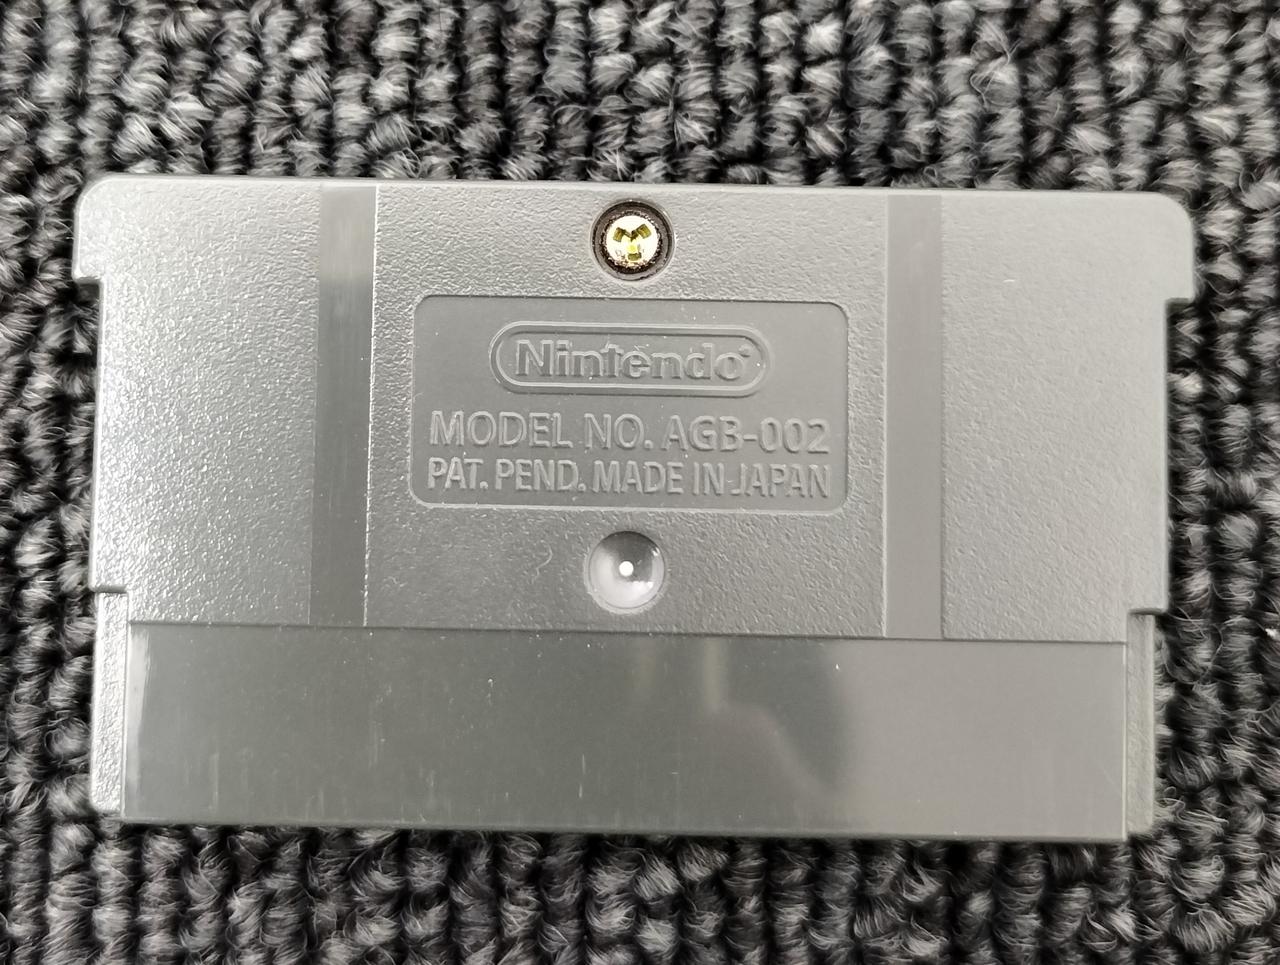 Nintendo
MODEL NO. AGB-002
PAT. PEND. MADE IN JAPAN